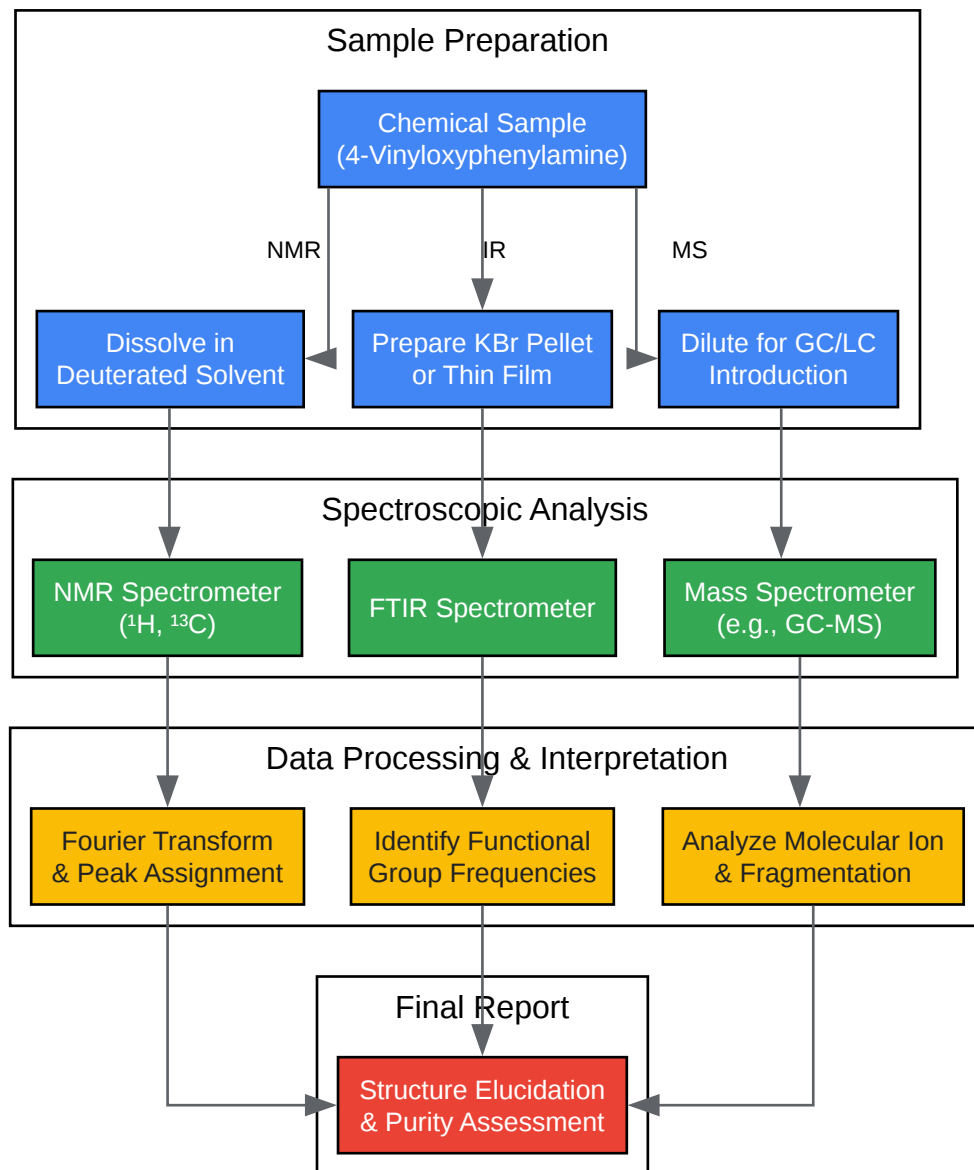 Sample Preparation
Chemical Sample
(4-Vinyloxyphenylamine)
NMR
IR
MS
Dissolve in
Deuterated Solvent
Prepare KBr Pellet
or Thin Film
Dilute for GC/LC
Introduction
Spectroscopic Analysis
NMR Spectrometer
(¹H, ¹³C)
FTIR Spectrometer
Mass Spectrometer
(e.g., GC-MS)
Data Processing & Interpretation
Fourier Transform
& Peak Assignment
Identify Functional
Group Frequencies
Analyze Molecular Ion
& Fragmentation
Final Report
Structure Elucidation
& Purity Assessment